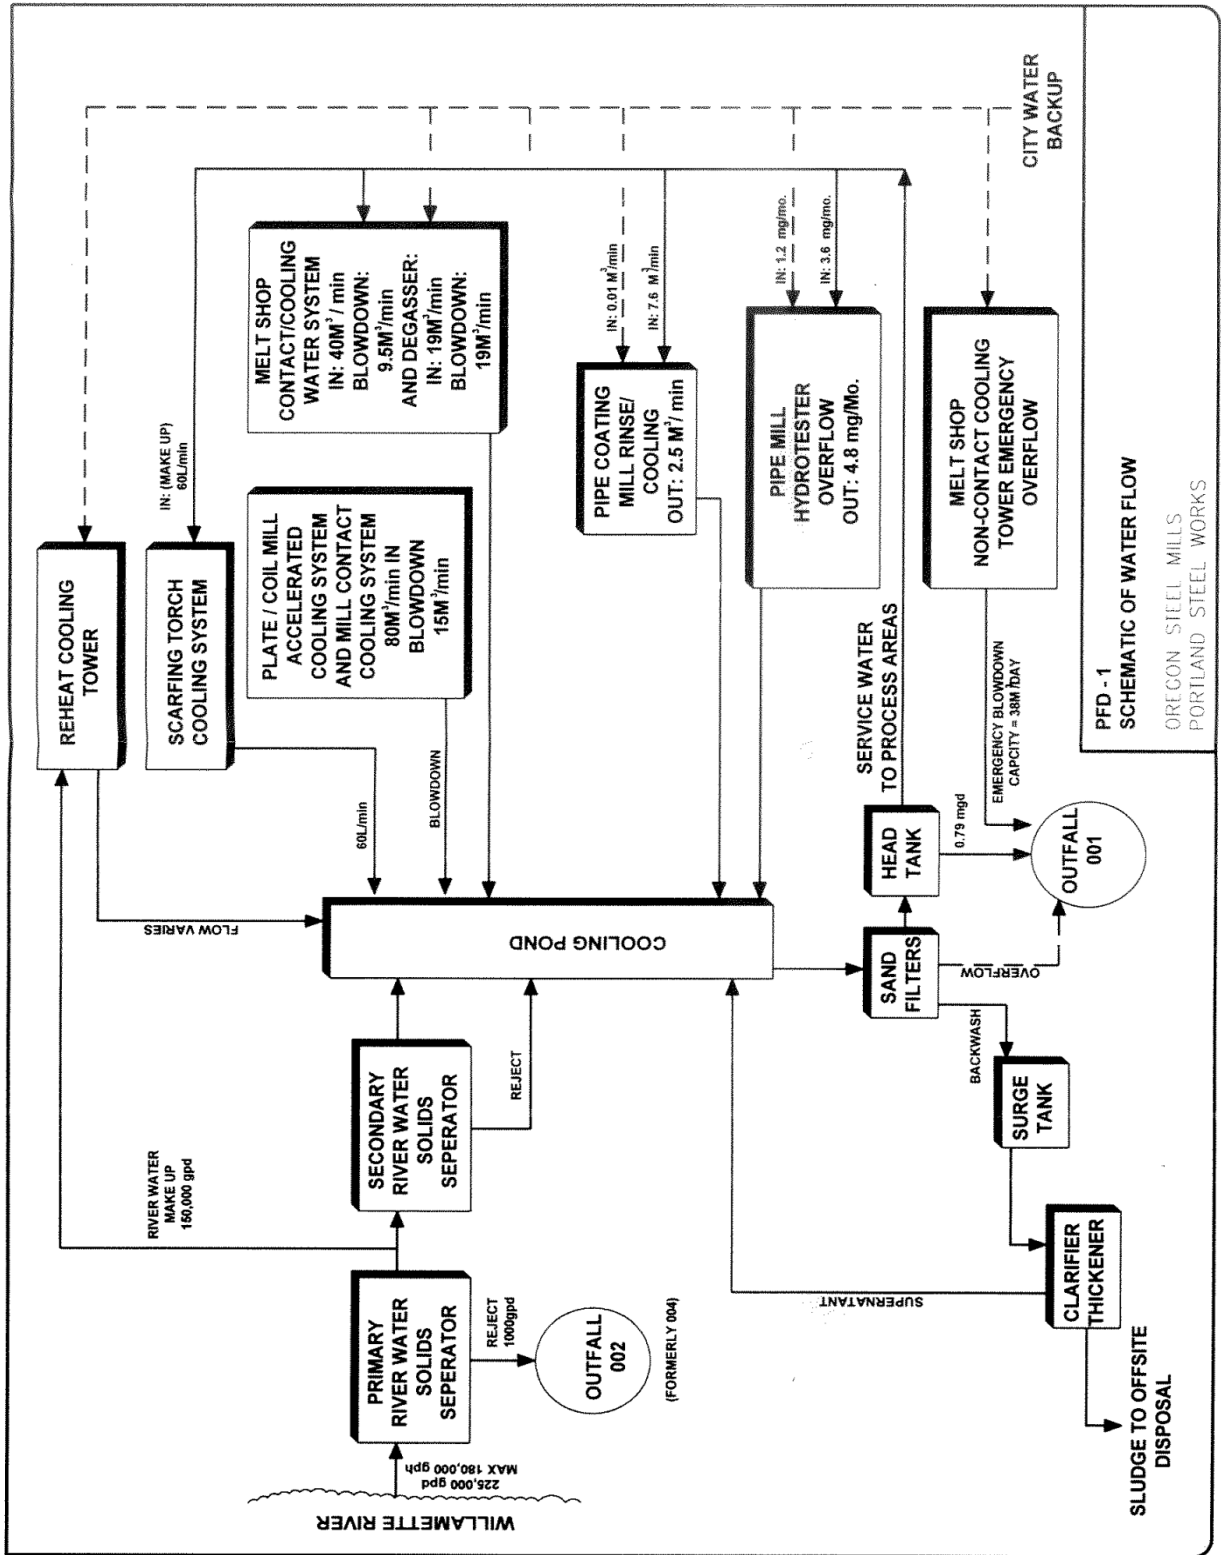 WILLAMETTE RIVER
225,000 gpd
MAX 180,000 gph
PRIMARY
RIVER WATER
SOLIDS
SEPERATOR
REJECT
1000gpd
OUTFALL
002
(FORMERLY 004)
RIVER WATER
MAKE UP
150,000 gpd
SECONDARY
RIVER WATER
SOLIDS
SEPERATOR
REJECT
COOLING POND
FLOW VARIES
REHEAT COOLING
TOWER
SCARFING TORCH
COOLING SYSTEM
60L/min
IN: (MAKE UP)
60L/min
PLATE / COIL MILL
ACCELERATED
COOLING SYSTEM
AND MILL CONTACT
COOLING SYSTEM
80M³/min IN
BLOWDOWN
15M³/min
BLOWDOWN
MELT SHOP
CONTACT/COOLING
WATER SYSTEM
IN: 40M³ / min
BLOWDOWN:
9.5M³/min
AND DEGASSER:
IN: 19M³/min
BLOWDOWN:
19M³/min
PIPE COATING
MILL RINSE/
COOLING
OUT: 2.5 M³/ min
IN: 0.01 M³/min
IN: 7.6 M³/min
PIPE MILL
HYDROTESTER
OVERFLOW
OUT: 4.8 mg/Mo.
IN: 1.2 mg/mo.
IN: 3.6 mg/mo.
MELT SHOP
NON-CONTACT COOLING
TOWER EMERGENCY
OVERFLOW
EMERGENCY BLOWDOWN
CAPCITY = 38M³/DAY
SERVICE WATER
TO PROCESS AREAS
CITY WATER
BACKUP
SAND
FILTERS
HEAD
TANK
0.79 mgd
OVERFLOW
OUTFALL
001
BACKWASH
SURGE
TANK
CLARIFIER
THICKENER
SUPERNATANT
SLUDGE TO OFFSITE
DISPOSAL
PFD - 1
SCHEMATIC OF WATER FLOW
OREGON STEEL MILLS
PORTLAND STEEL WORKS